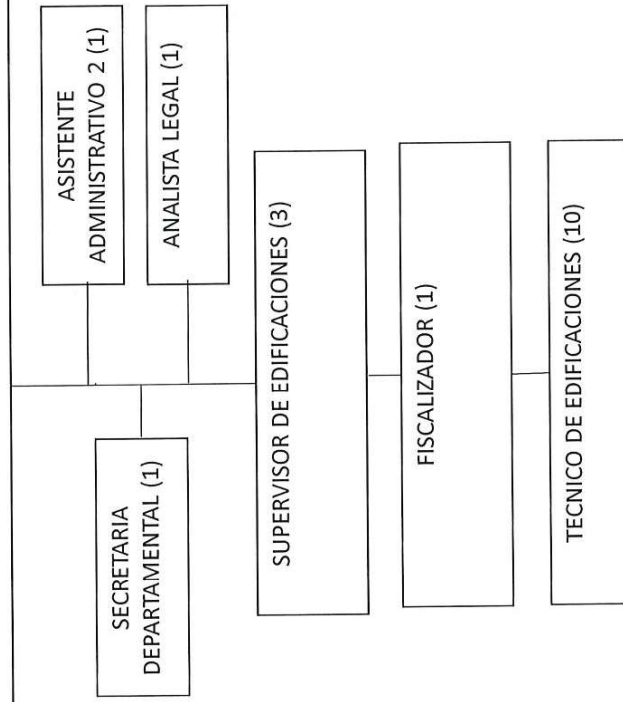 ASISTENTE
ADMINISTRATIVO 2 (1)
ANALISTA LEGAL (1)
SECRETARIA
DEPARTAMENTAL (1)
SUPERVISOR DE EDIFICACIONES (3)
FISCALIZADOR (1)
TECNICO DE EDIFICACIONES (10)